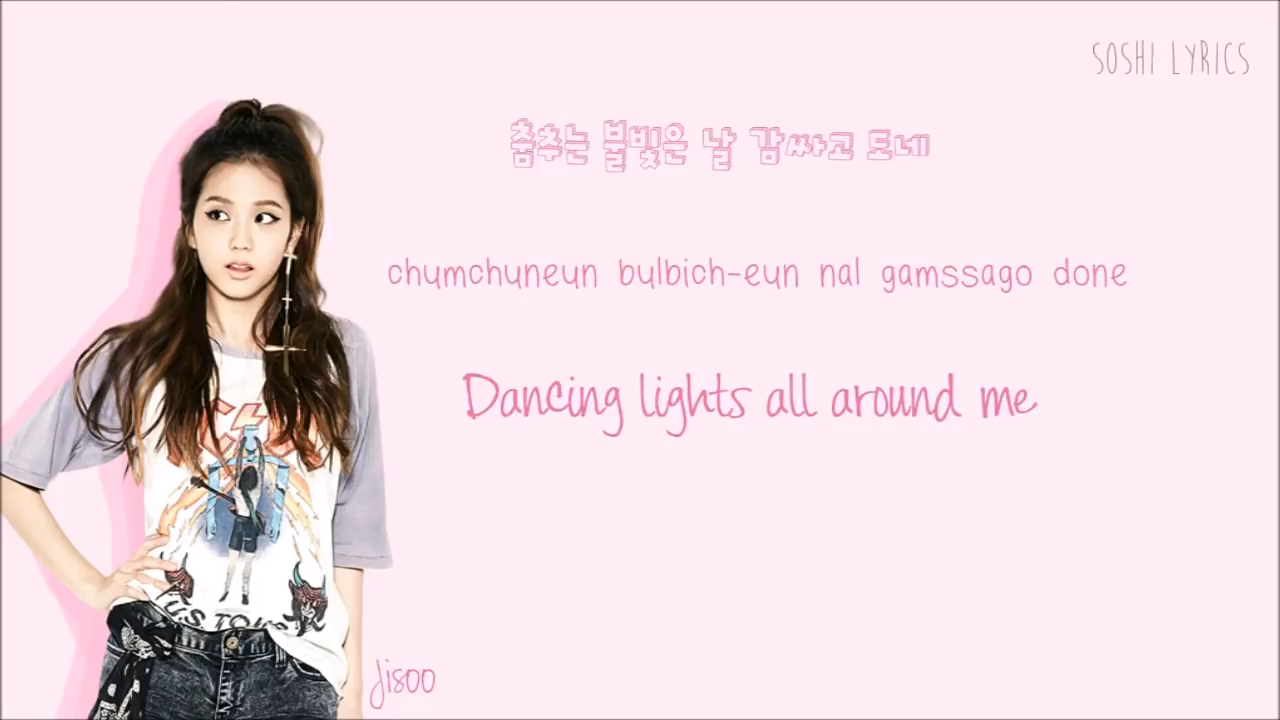 SOSHI LYRICS
춤추는 불빛은 날 감싸고 도네
chumchuneun bulbich-eun nal gamssago done
Dancing lights all around me
U.S. TOUR
Jisoo